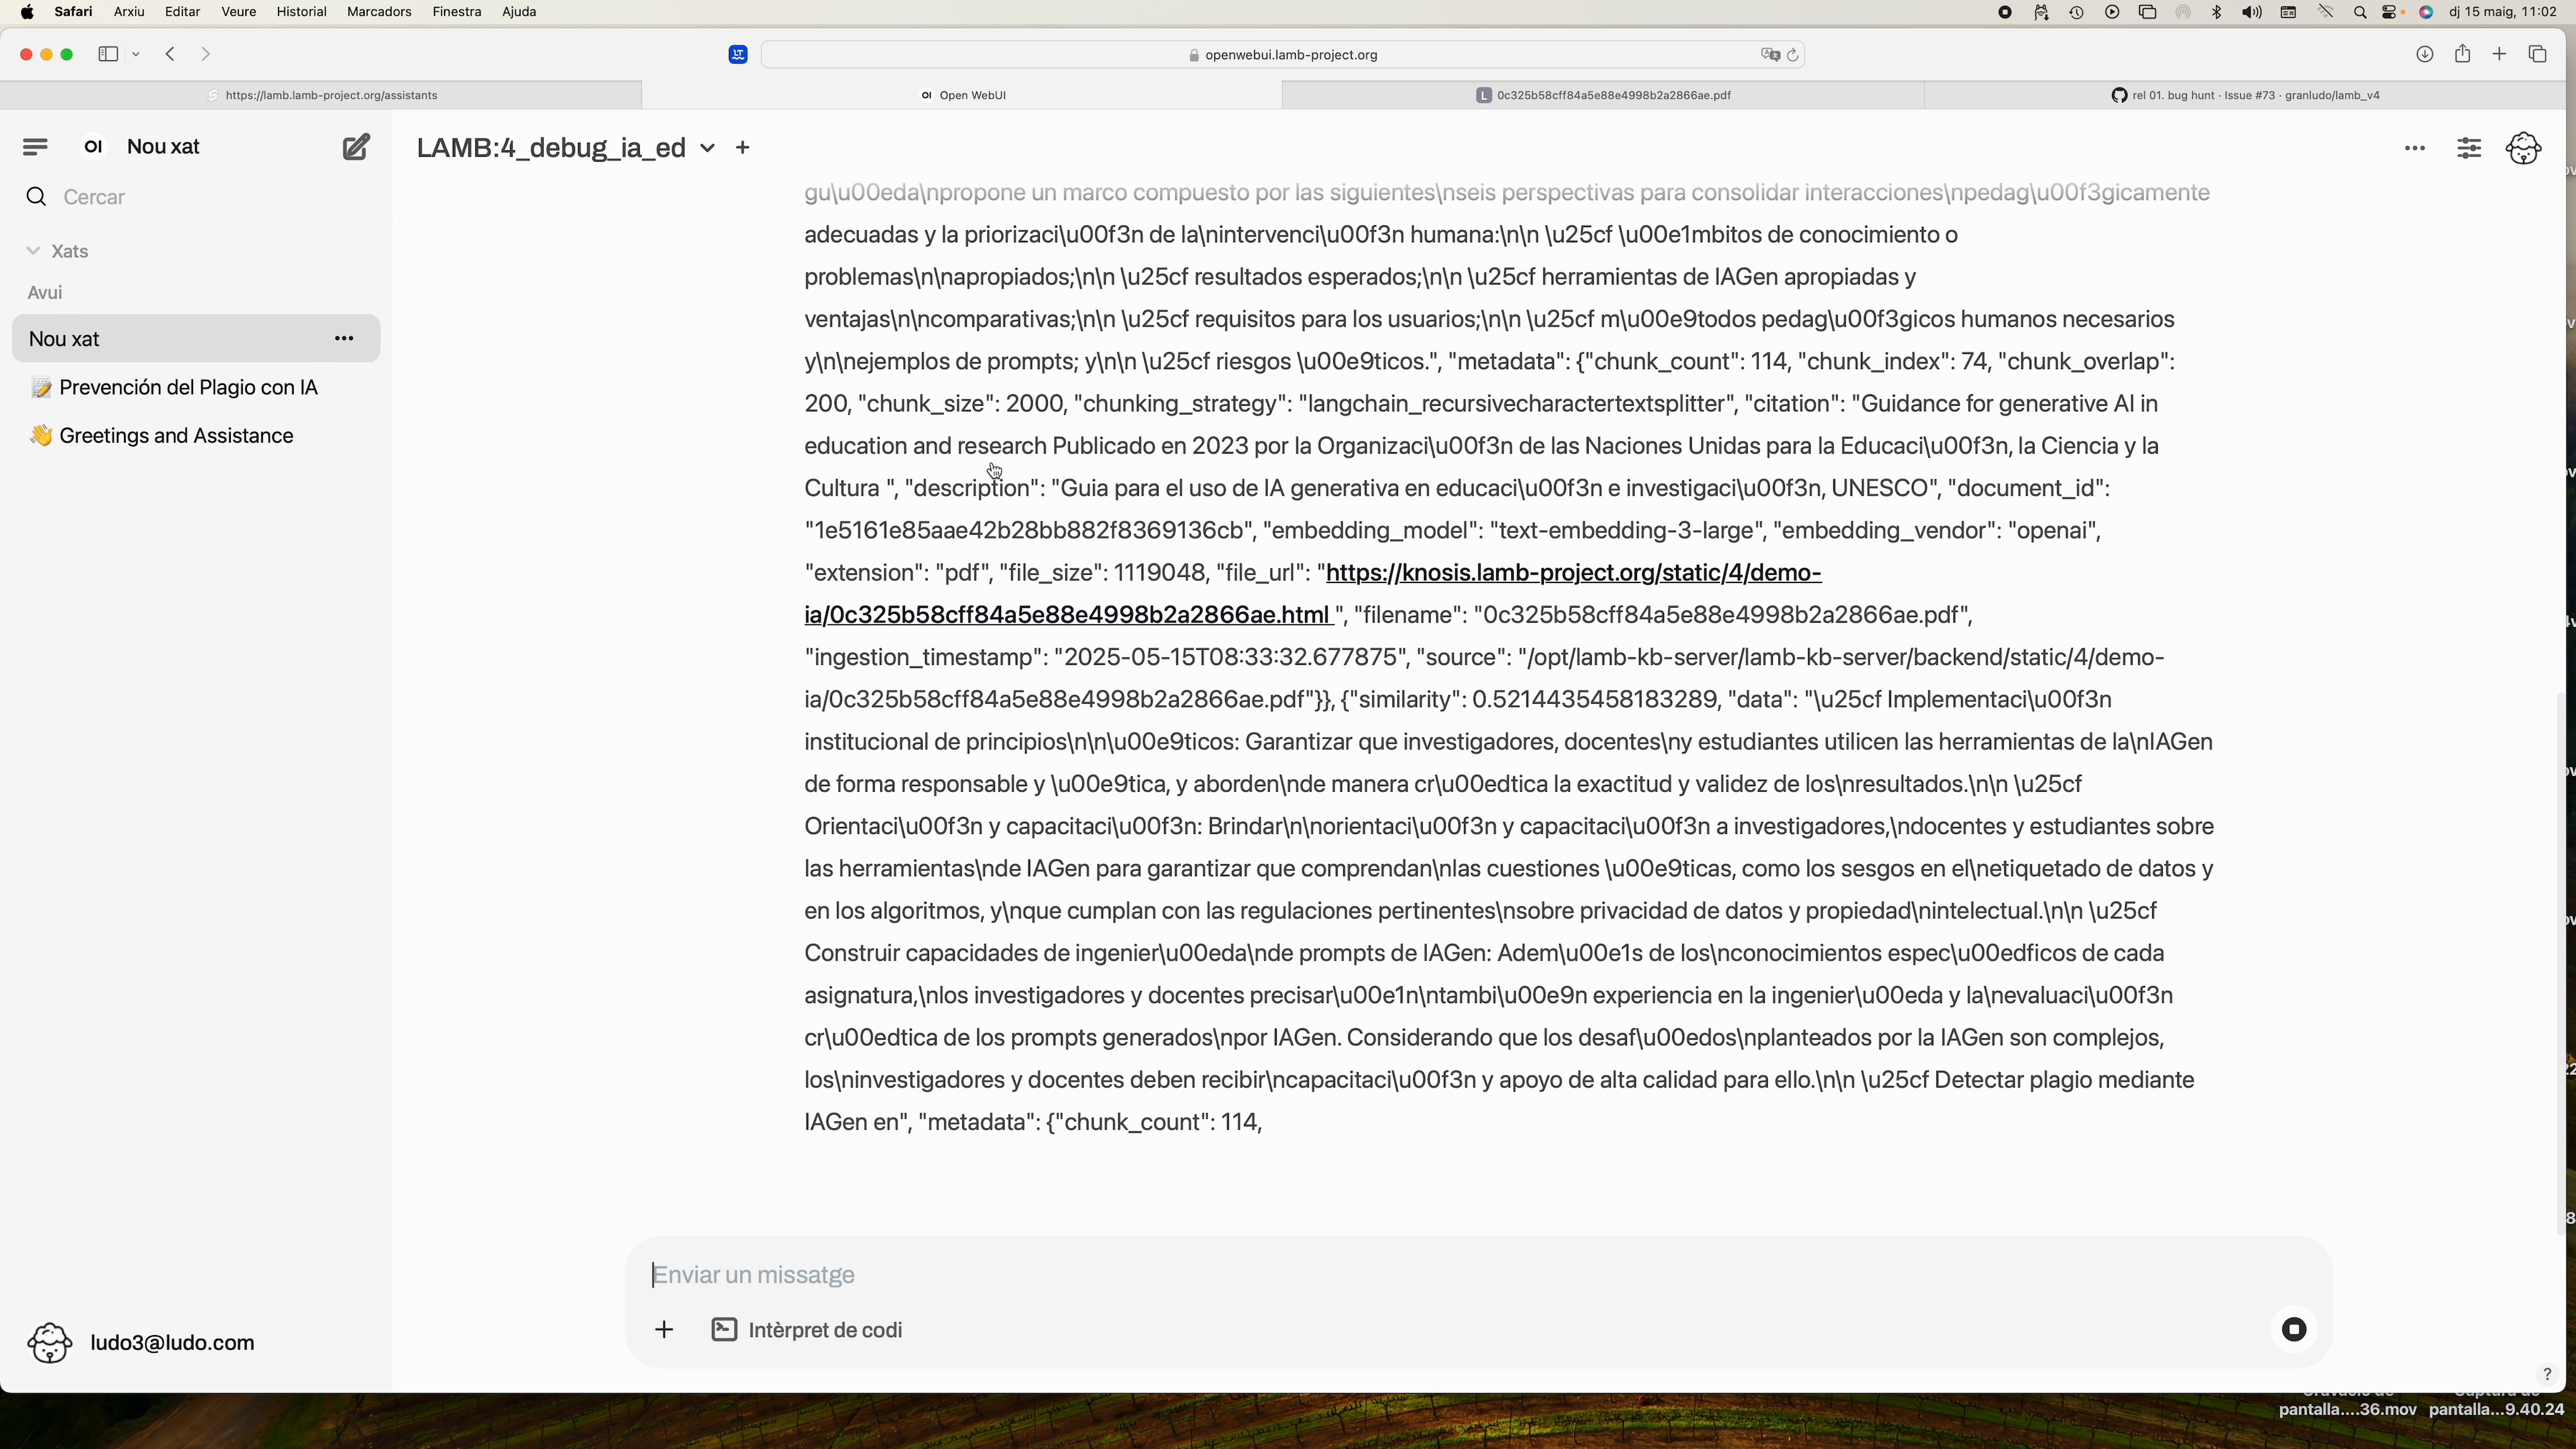 Safari Arxiu Editar Veure Historial Marcadors Finestra Ajuda
dj 15 maig, 11:02
openwebui.lamb-project.org
https://lamb.lamb-project.org/assistants
OI Open WebUI
L 0c325b58cff84a5e88e4998b2a2866ae.pdf
rel 01. bug hunt · Issue #73 · granludo/lamb_v4
OI Nou xat
LAMB:4_debug_ia_ed
Cercar
Xats
Avui
Nou xat
Prevención del Plagio con IA
Greetings and Assistance
gu\u00eda\npropone un marco compuesto por las siguientes\nseis perspectivas para consolidar interacciones\npedag\u00f3gicamente
adecuadas y la priorizaci\u00f3n de la\nintervenci\u00f3n humana:\n\n \u25cf \u00e1mbitos de conocimiento o
problemas\n\napropiados;\n\n \u25cf resultados esperados;\n\n \u25cf herramientas de IAGen apropiadas y
ventajas\n\ncomparativas;\n\n \u25cf requisitos para los usuarios;\n\n \u25cf m\u00e9todos pedag\u00f3gicos humanos necesarios
y\n\nejemplos de prompts; y\n\n \u25cf riesgos \u00e9ticos.", "metadata": {"chunk_count": 114, "chunk_index": 74, "chunk_overlap":
200, "chunk_size": 2000, "chunking_strategy": "langchain_recursivecharactertextsplitter", "citation": "Guidance for generative AI in
education and research Publicado en 2023 por la Organizaci\u00f3n de las Naciones Unidas para la Educaci\u00f3n, la Ciencia y la
Cultura ", "description": "Guia para el uso de IA generativa en educaci\u00f3n e investigaci\u00f3n, UNESCO", "document_id":
"1e5161e85aae42b28bb882f8369136cb", "embedding_model": "text-embedding-3-large", "embedding_vendor": "openai",
"extension": "pdf", "file_size": 1119048, "file_url": "https://knosis.lamb-project.org/static/4/demo-
ia/0c325b58cff84a5e88e4998b2a2866ae.html ", "filename": "0c325b58cff84a5e88e4998b2a2866ae.pdf",
"ingestion_timestamp": "2025-05-15T08:33:32.677875", "source": "/opt/lamb-kb-server/lamb-kb-server/backend/static/4/demo-
ia/0c325b58cff84a5e88e4998b2a2866ae.pdf"}}, {"similarity": 0.5214435458183289, "data": "\u25cf Implementaci\u00f3n
institucional de principios\n\n\u00e9ticos: Garantizar que investigadores, docentes\ny estudiantes utilicen las herramientas de la\nIAGen
de forma responsable y \u00e9tica, y aborden\nde manera cr\u00edtica la exactitud y validez de los\nresultados.\n\n \u25cf
Orientaci\u00f3n y capacitaci\u00f3n: Brindar\n\norientaci\u00f3n y capacitaci\u00f3n a investigadores,\ndocentes y estudiantes sobre
las herramientas\nde IAGen para garantizar que comprendan\nlas cuestiones \u00e9ticas, como los sesgos en el\netiquetado de datos y
en los algoritmos, y\nque cumplan con las regulaciones pertinentes\nsobre privacidad de datos y propiedad\nintelectual.\n\n \u25cf
Construir capacidades de ingenier\u00eda\nde prompts de IAGen: Adem\u00e1s de los\nconocimientos espec\u00edficos de cada
asignatura,\nlos investigadores y docentes precisar\u00e1n\ntambi\u00e9n experiencia en la ingenier\u00eda y la\nevaluaci\u00f3n
cr\u00edtica de los prompts generados\npor IAGen. Considerando que los desaf\u00edos\nplanteados por la IAGen son complejos,
los\ninvestigadores y docentes deben recibir\ncapacitaci\u00f3n y apoyo de alta calidad para ello.\n\n \u25cf Detectar plagio mediante
IAGen en", "metadata": {"chunk_count": 114,
Enviar un missatge
Intèrpret de codi
ludo3@ludo.com
?
pantalla....36.mov pantalla...9.40.24